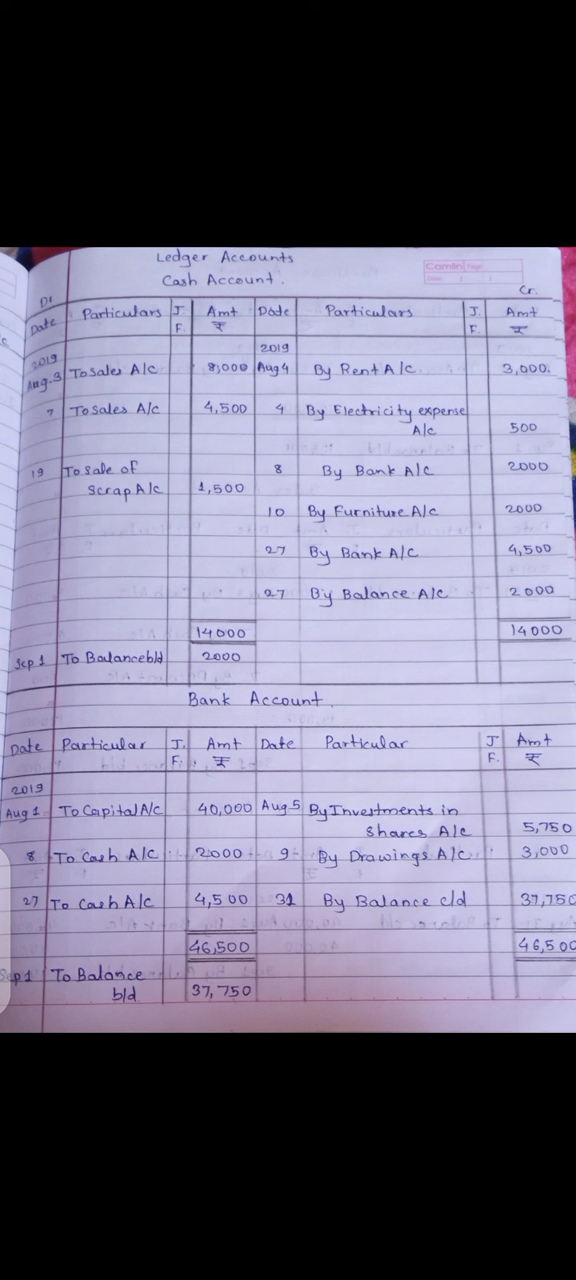 Ledger Accounts
Cash Account.
Camlin Page
Date
Dr Cr.
Date Particulars J. F. Amt ₹ Date Particulars J. F. Amt ₹
2019 2019
Aug.3 To Sales A/c 8,000 Aug 4 By Rent A/c 3,000.
7 To Sales A/c 4,500 4 By Electricity expense
A/c 500
19 To sale of 8 By Bank A/c 2000
scrap A/c 1,500
10 By Furniture A/c 2000
27 By Bank A/c 4,500
27 By Balance A/c 2000
14000 14000
Sep 1 To Balance b/d 2000
Bank Account.
Date Particular J. F. Amt ₹ Date Particular J F. Amt ₹
2019
Aug 1 To Capital A/c 40,000 Aug 5 By Investments in
shares A/c 5,750
8 To Cash A/c 2000 9 By Drawings A/c 3,000
27 To Cash A/c 4,500 31 By Balance c/d 37,750
46,500 46,500
Sep 1 To Balance
b/d 37,750